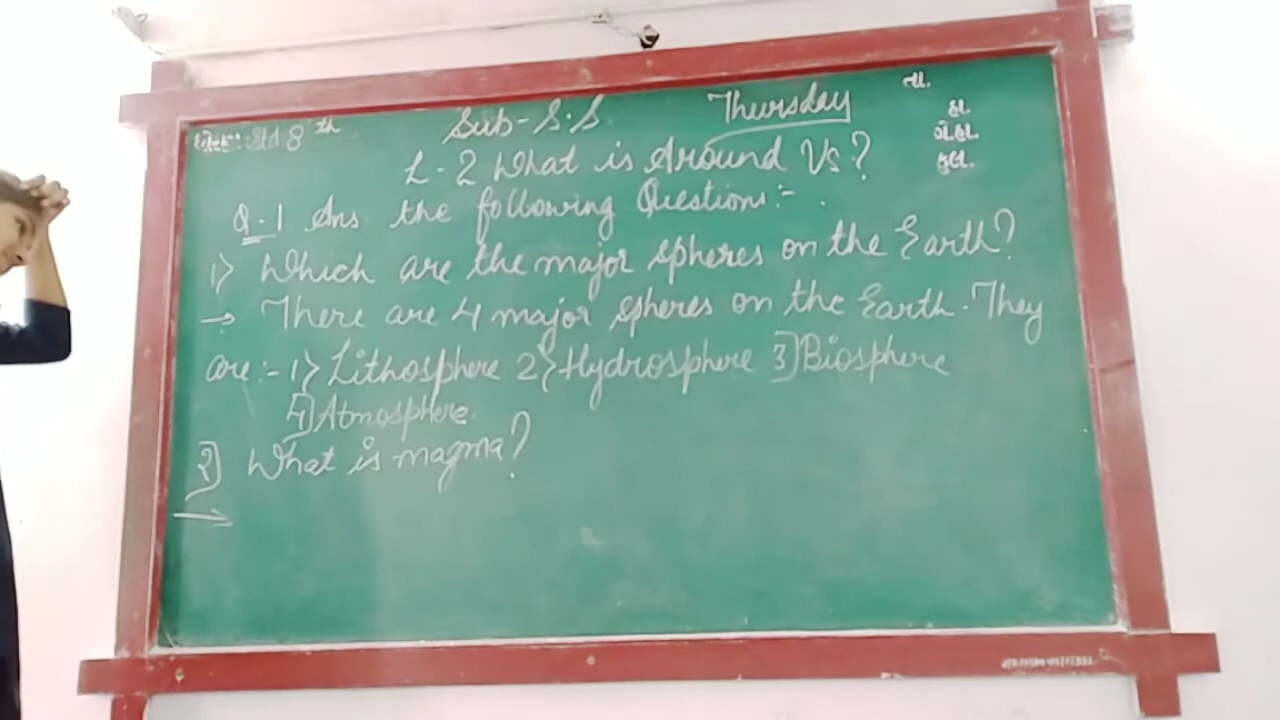 Std 8th
Sub - S.S.
Thursday
તા.
હા.
ગે.હા.
કુલ.
L - 2 What is Around Us?
Q - 1 Ans the following Questions:- .
1) Which are the major spheres on the Earth?
→ There are 4 major spheres on the Earth. They
are :- 1) Lithosphere 2) Hydrosphere 3] Biosphere
4] Atmosphere.
2] What is magma?
→